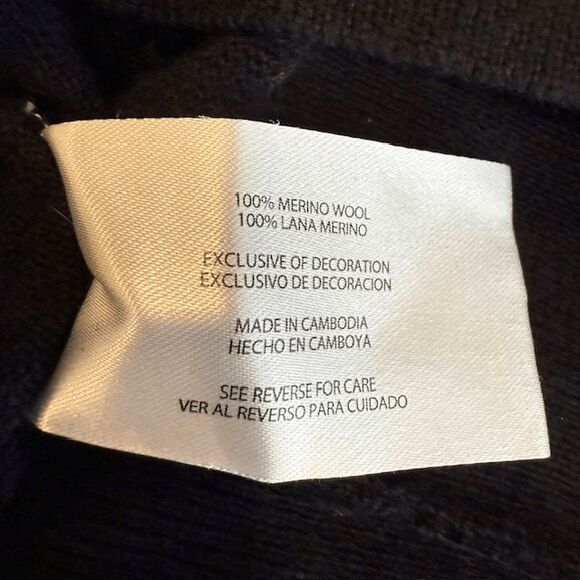 100% MERINO WOOL
100% LANA MERINO
EXCLUSIVE OF DECORATION
EXCLUSIVO DE DECORACION
MADE IN CAMBODIA
HECHO EN CAMBOYA
SEE REVERSE FOR CARE
VER AL REVERSO PARA CUIDADO